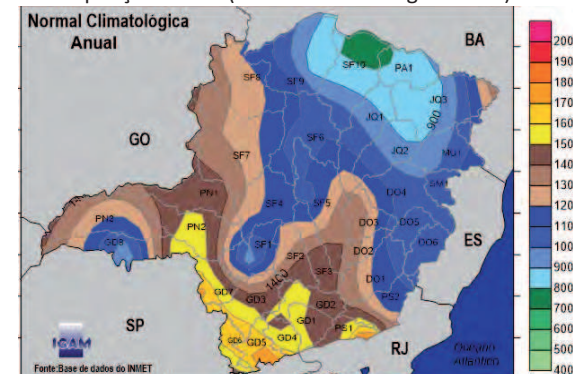 Normal Climatológica
Anual
BA
GO
ES
SP
RJ
SF10
PA1
SF8
SF9
JQ3
900
JQ1
SF6
JQ2
MU1
SF7
SM1
PN1
DO4
SF4
SF5
PN3
PN2
DO3
DO5
GD8
SF1
DO6
SF2
DO2
SF3
1400
DO1
GD7
GD3
GD2
PS2
GD1
PS1
GD6
GD5
GD4
IGAM
Fonte:Base de dados do INMET
Oceano
Atlântico
200
190
180
170
160
150
140
130
120
110
100
900
800
700
600
500
400